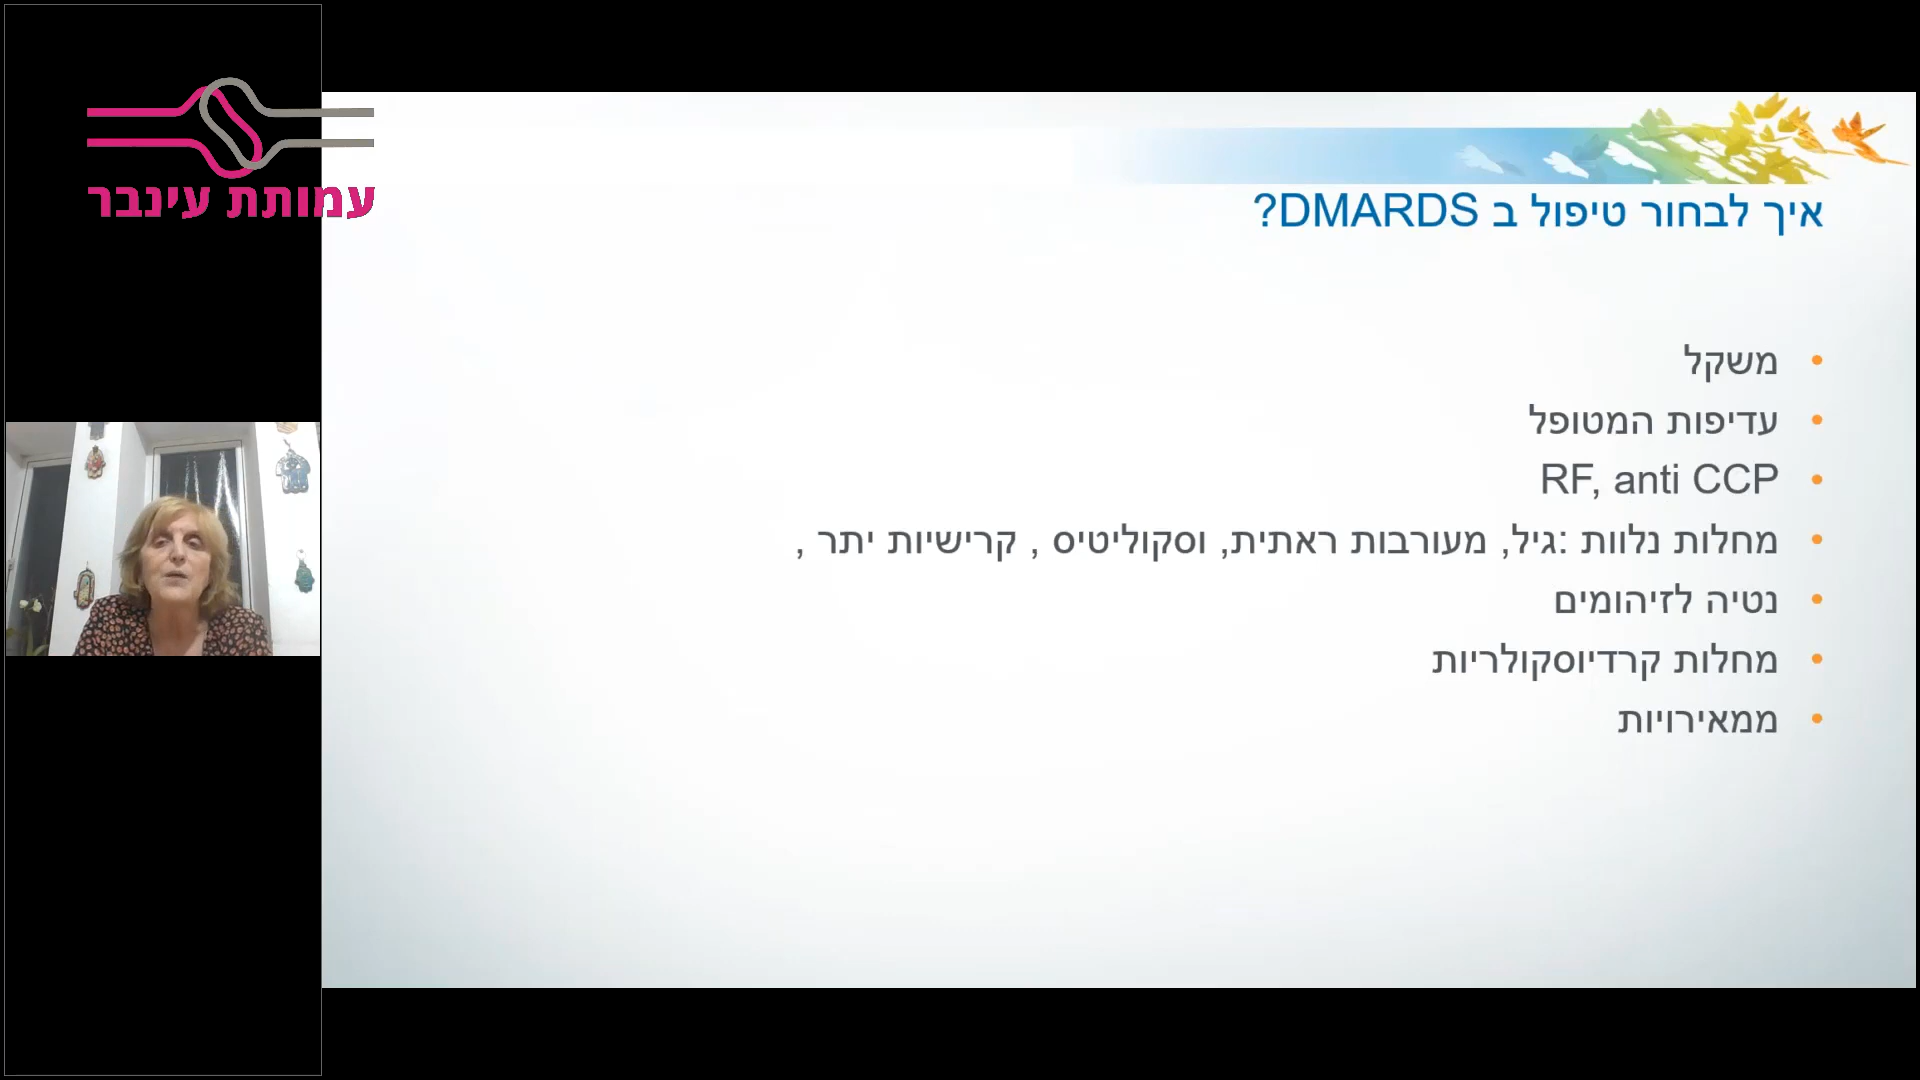 עמותת עינבר
איך לבחור טיפול ב DMARDS?
משקל
עדיפות המטופל
RF, anti CCP
מחלות נלוות :גיל, מעורבות ראתית, וסקוליטיס , קרישיות יתר ,
נטיה לזיהומים
מחלות קרדיוסקולריות
ממאירויות